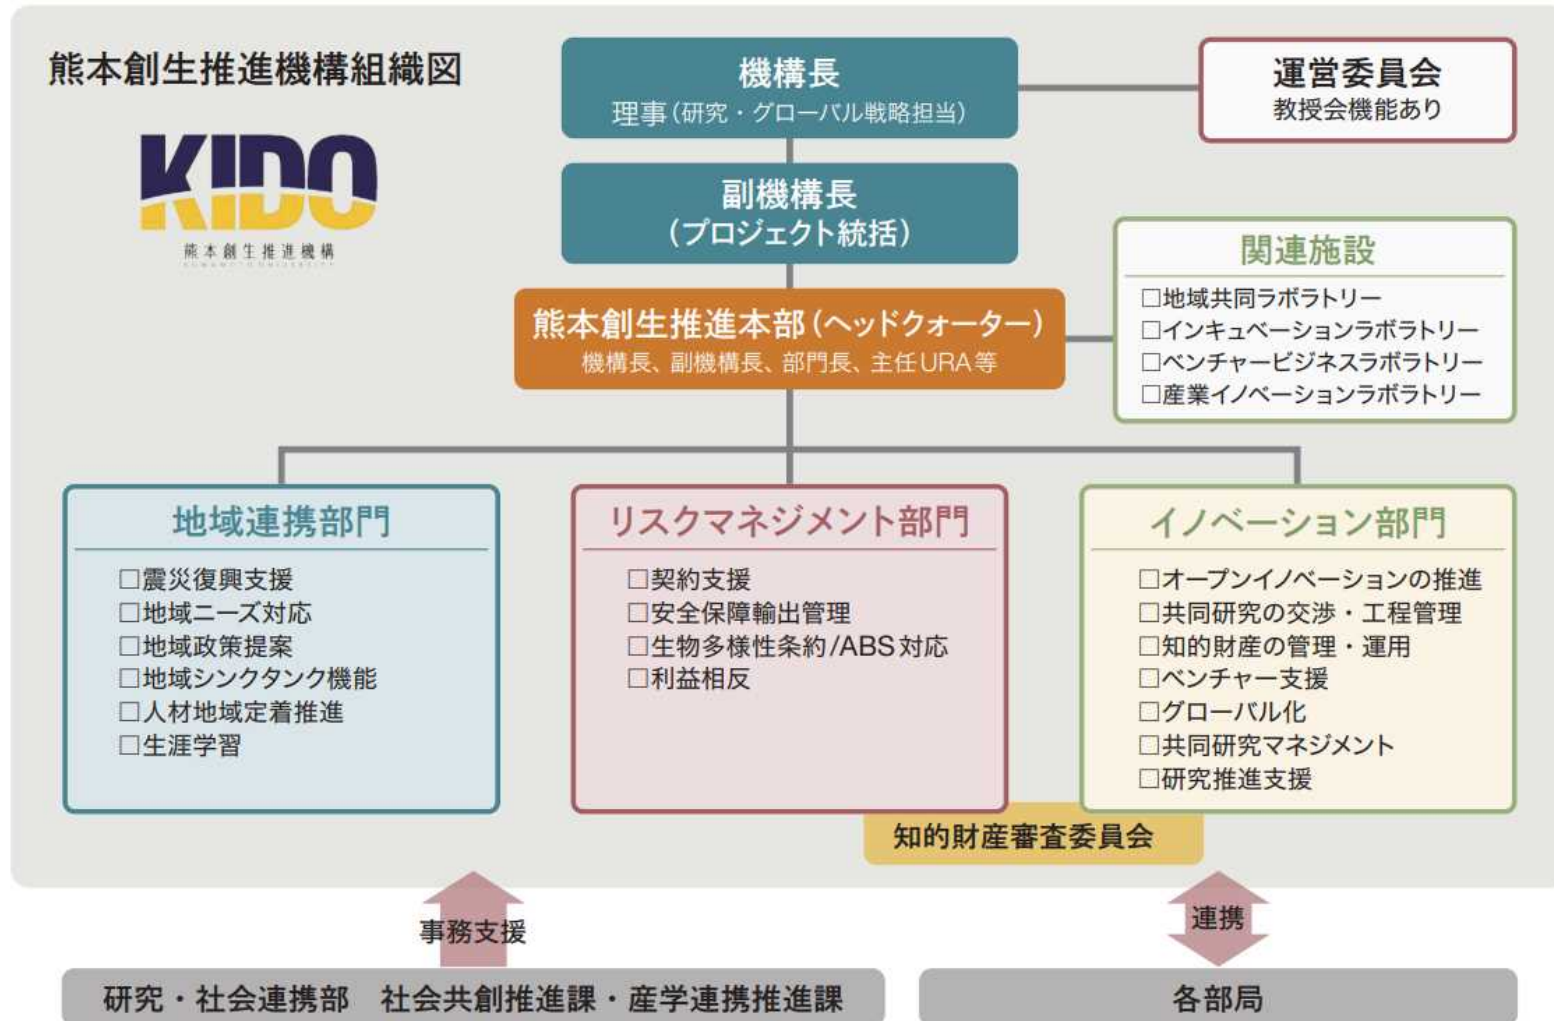 熊本創生推進機構組織図
KIDO
熊本創生推進機構
機構長
理事(研究・グローバル戦略担当)
運営委員会
教授会機能あり
副機構長
(プロジェクト統括)
関連施設
□地域共同ラボラトリー
□インキュベーションラボラトリー
□ベンチャービジネスラボラトリー
□産業イノベーションラボラトリー
熊本創生推進本部(ヘッドクォーター)
機構長、副機構長、部門長、主任URA等
地域連携部門
□震災復興支援
□地域ニーズ対応
□地域政策提案
□地域シンクタンク機能
□人材地域定着推進
□生涯学習
リスクマネジメント部門
□契約支援
□安全保障輸出管理
□生物多様性条約/ABS対応
□利益相反
イノベーション部門
□オープンイノベーションの推進
□共同研究の交渉・工程管理
□知的財産の管理・運用
□ベンチャー支援
□グローバル化
□共同研究マネジメント
□研究推進支援
知的財産審査委員会
事務支援
連携
研究・社会連携部 社会共創推進課・産学連携推進課
各部局